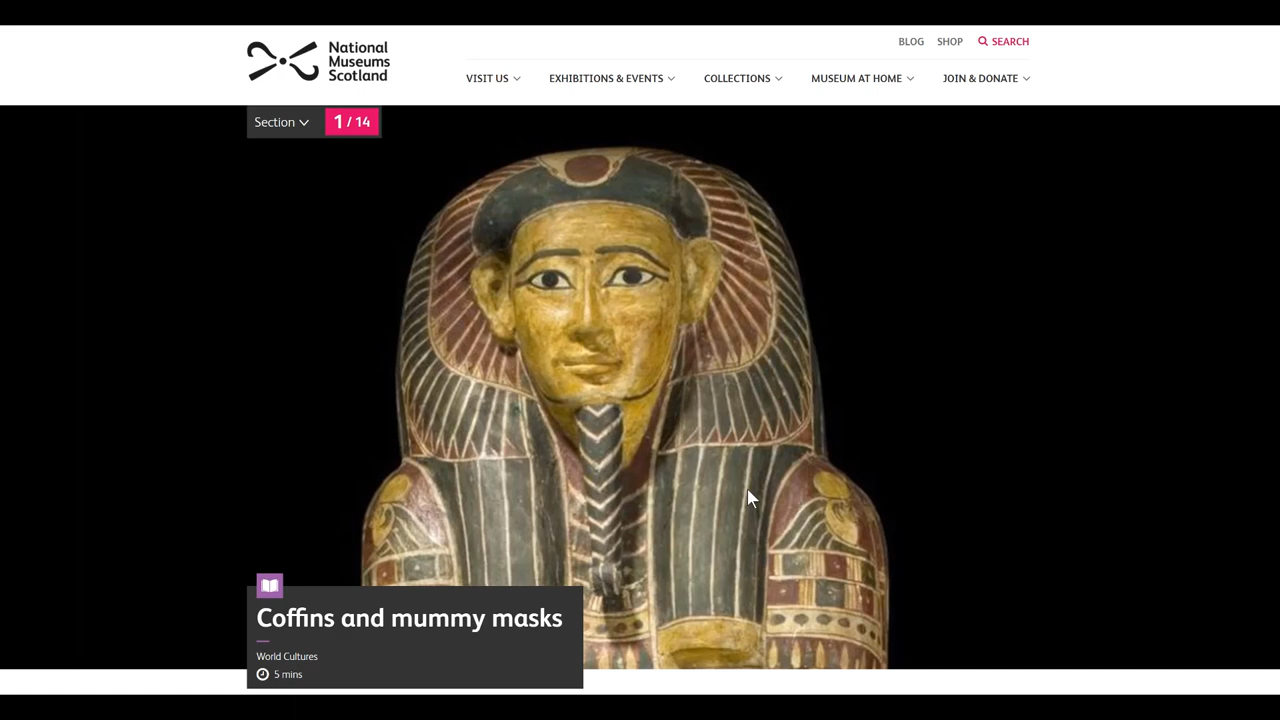 National
Museums
Scotland
BLOG SHOP SEARCH
VISIT US EXHIBITIONS & EVENTS COLLECTIONS MUSEUM AT HOME JOIN & DONATE
Section 1 / 14
Coffins and mummy masks
World Cultures
5 mins